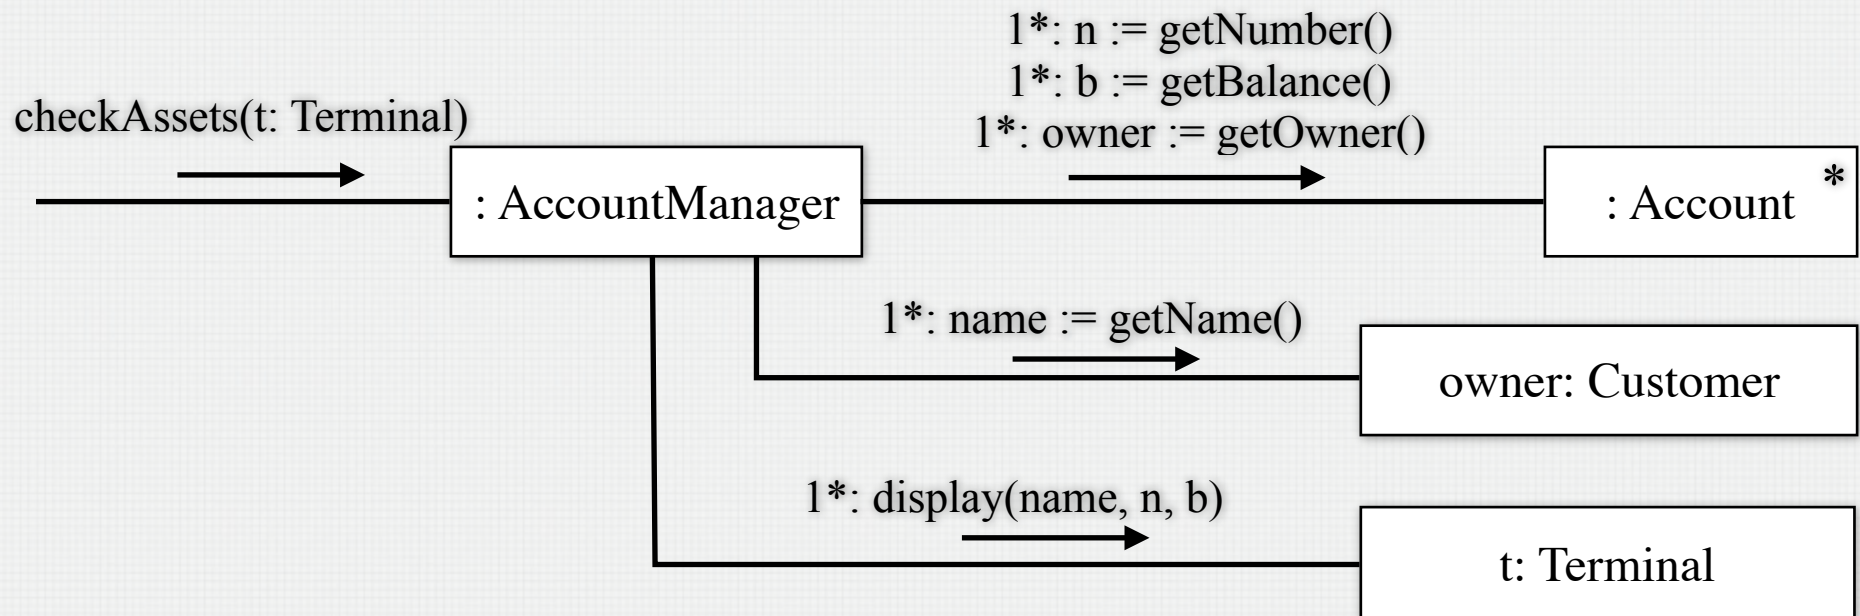 1*: n := getNumber()
1*: b := getBalance()
checkAssets(t: Terminal)
1*: owner := getOwner()
: AccountManager
: Account
*
1*: name := getName()
owner: Customer
1*: display(name, n, b)
t: Terminal